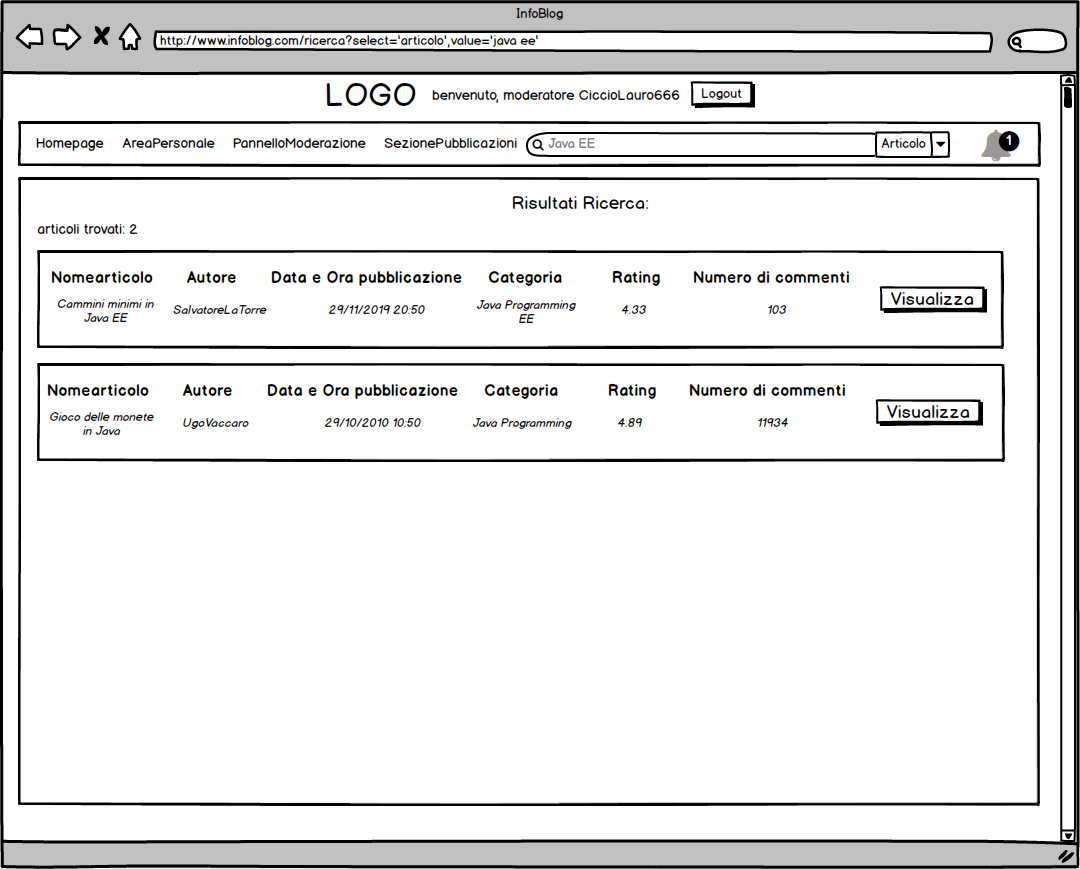 InfoBlog
http://www.infoblog.com/ricerca?select='articolo',value='java ee'
LOGO benvenuto, moderatore CiccioLauro666 Logout
Homepage AreaPersonale PannelloModerazione SezionePubblicazioni Java EE Articolo 1
Risultati Ricerca:
articoli trovati: 2
Nomearticolo Autore Data e Ora pubblicazione Categoria Rating Numero di commenti
Cammini minimi in Java EE SalvatoreLaTorre 29/11/2019 20:50 Java Programming EE 4.33 103 Visualizza
Nomearticolo Autore Data e Ora pubblicazione Categoria Rating Numero di commenti
Gioco delle monete in Java UgoVaccaro 29/10/2010 10:50 Java Programming 4.89 11934 Visualizza